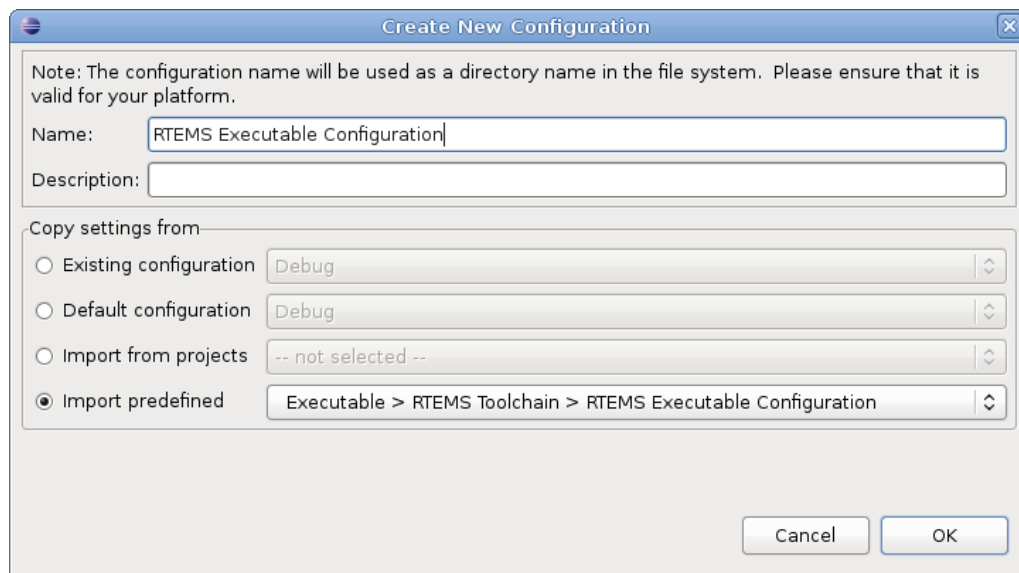 Create New Configuration
Note: The configuration name will be used as a directory name in the file system.  Please ensure that it is
valid for your platform.
Name: RTEMS Executable Configuration
Description:
Copy settings from
Existing configuration Debug
Default configuration Debug
Import from projects -- not selected --
Import predefined Executable > RTEMS Toolchain > RTEMS Executable Configuration
Cancel OK